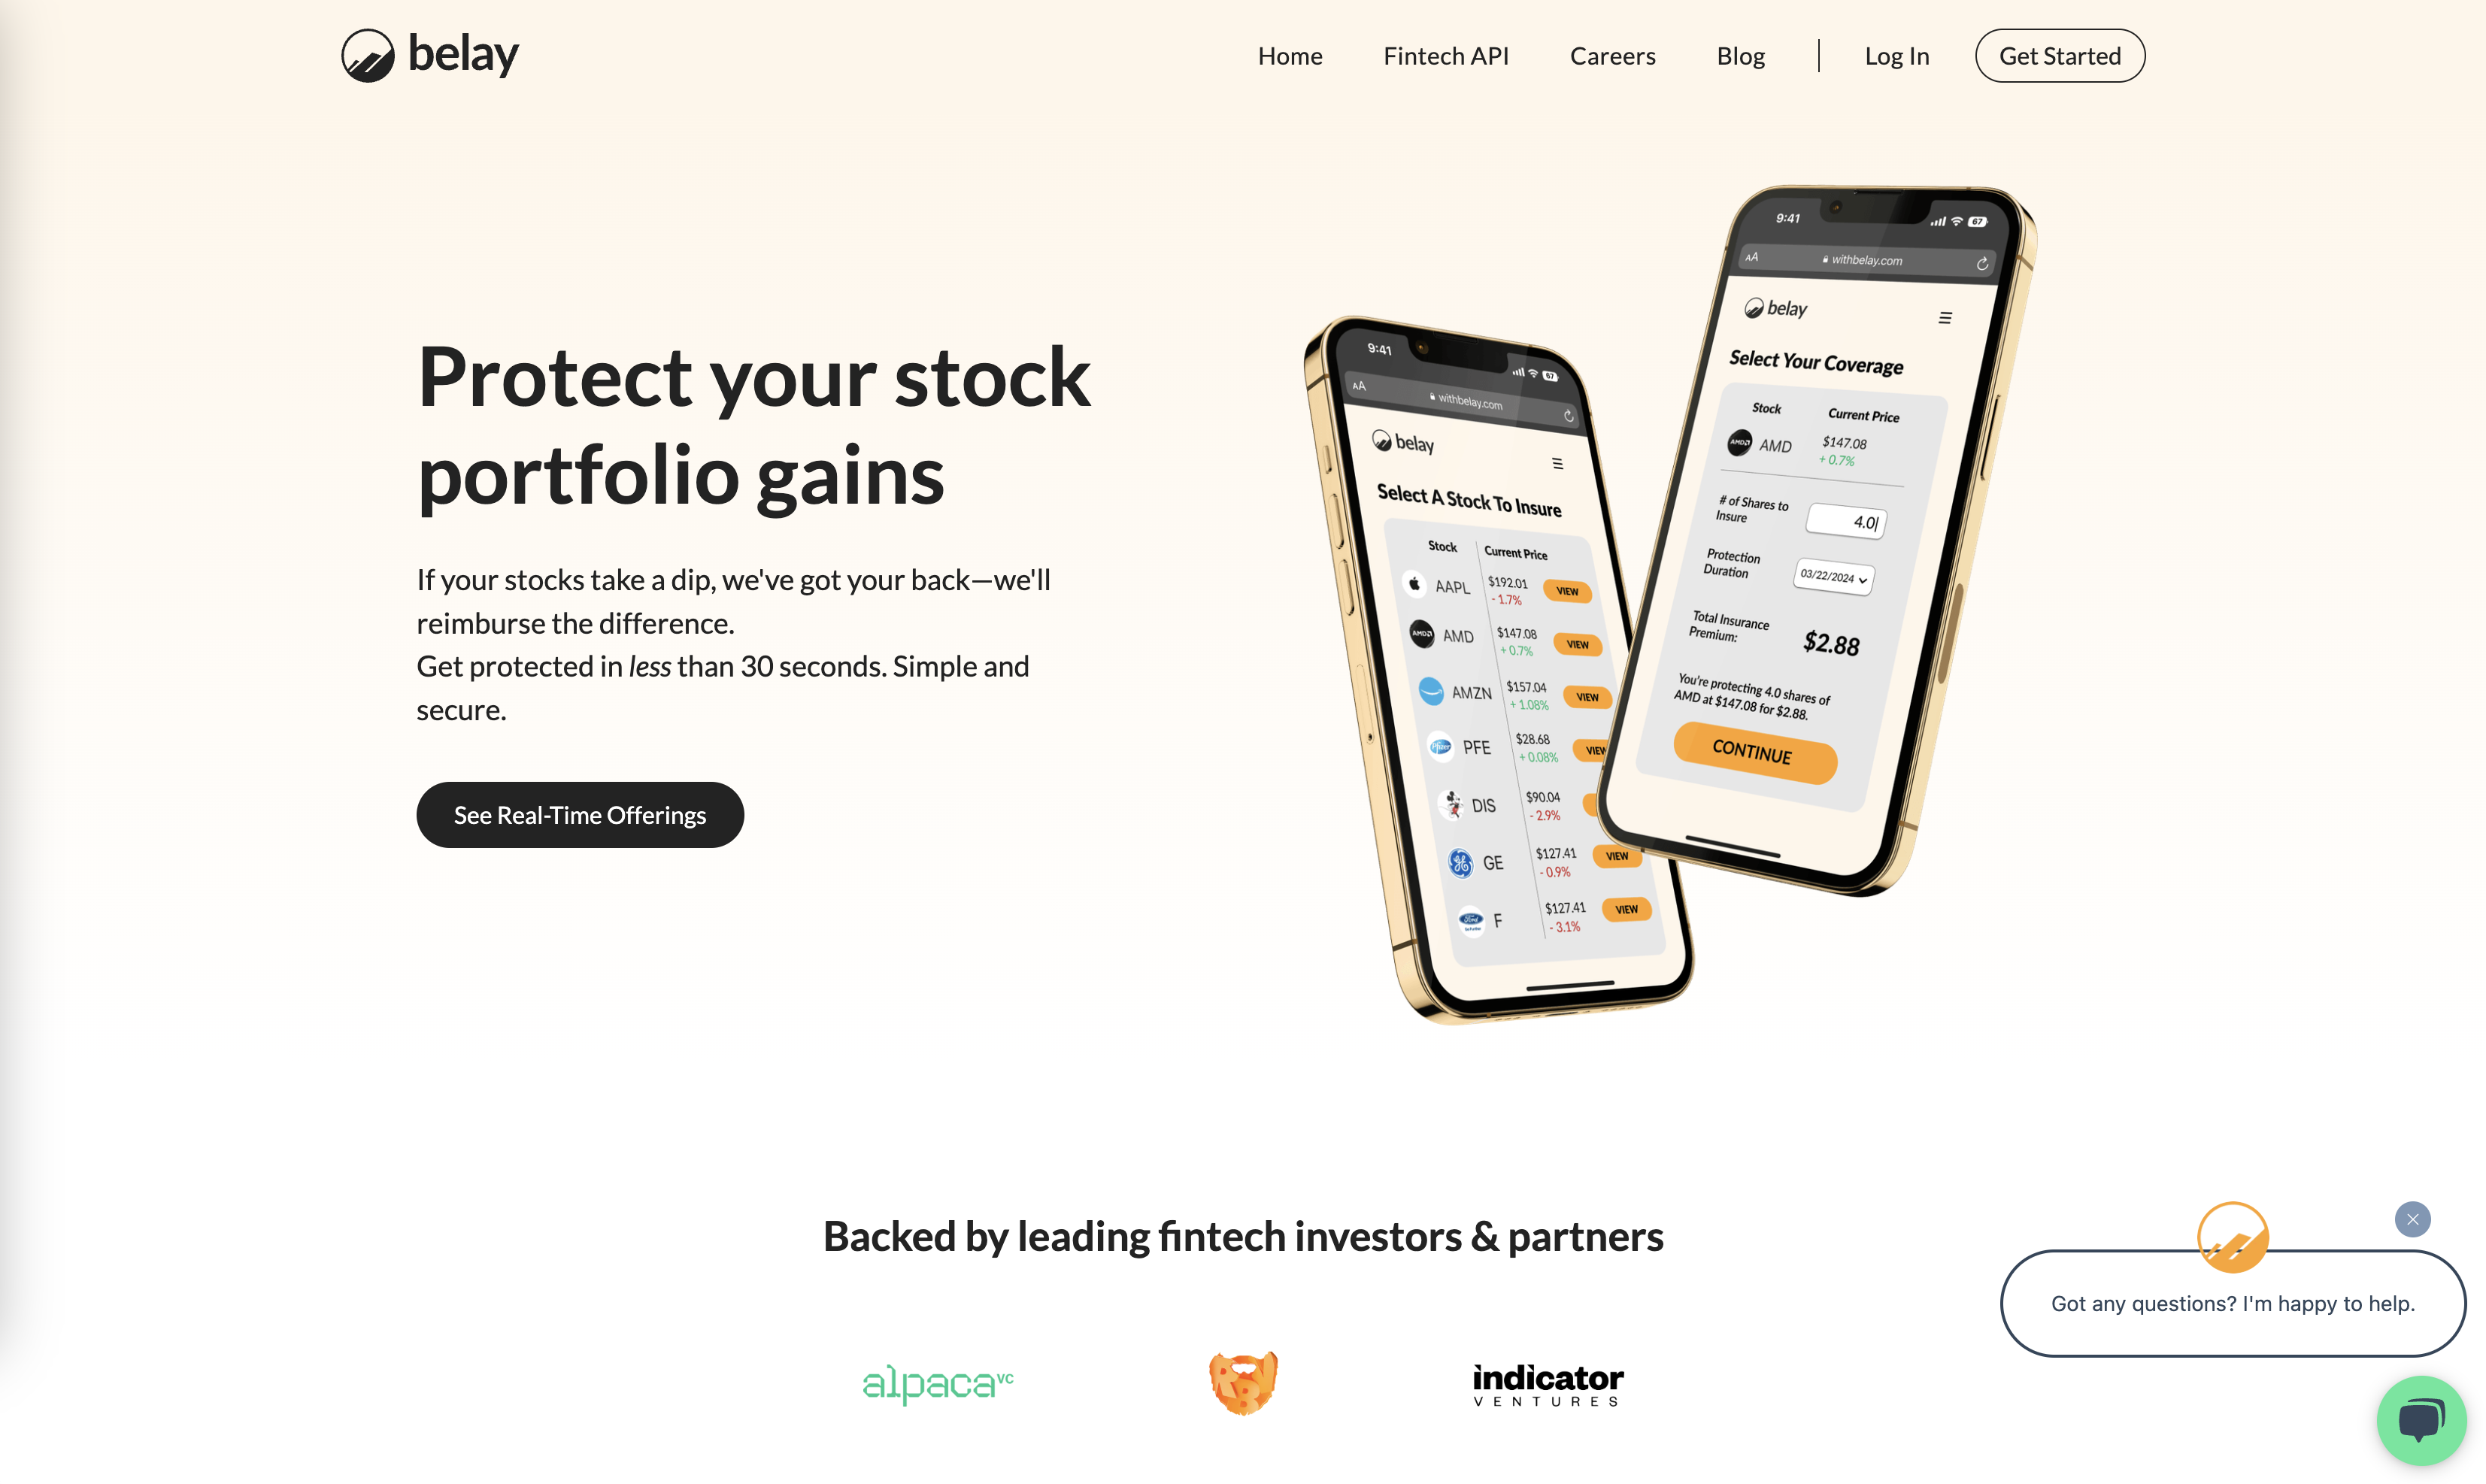 belay
Home
Fintech API
Careers
Blog
Log In
Get Started
Protect your stock
portfolio gains
If your stocks take a dip, we've got your back—we'll
reimburse the difference.
Get protected in less than 30 seconds. Simple and
secure.
See Real-Time Offerings
9:41
67
AA
withbelay.com
belay
Select A Stock To Insure
Stock Current Price
AAPL $192.01 VIEW
- 1.7%
AMD AMD $147.08 VIEW
+ 0.7%
AMZN $157.04 VIEW
+ 1.08%
Pfizer PFE $28.68 VIEW
+ 0.08%
DIS $90.04
- 2.9%
GE $127.41 VIEW
- 0.9%
Ford F $127.41 VIEW
- 3.1%
9:41
67
AA
withbelay.com
belay
Select Your Coverage
Stock Current Price
AMD AMD $147.08
+ 0.7%
# of Shares to
Insure
4.0
Protection
Duration
03/22/2024
Total Insurance
Premium:
$2.88
You're protecting 4.0 shares of
AMD at $147.08 for $2.88.
CONTINUE
Backed by leading fintech investors & partners
alpaca VC
RBV
indicator
VENTURES
Got any questions? I'm happy to help.